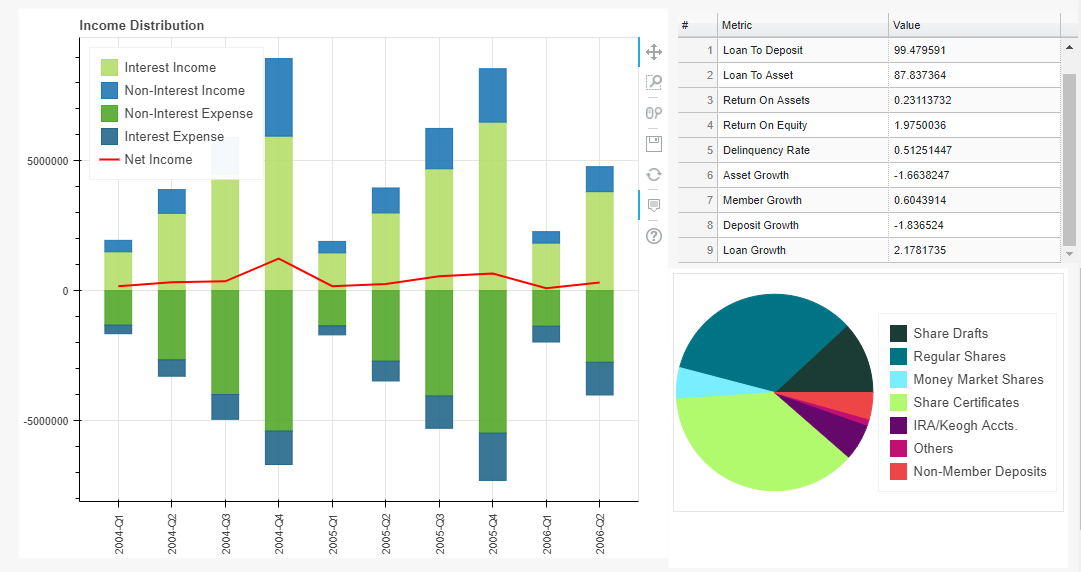 Income Distribution
Interest Income
Non-Interest Income
Non-Interest Expense
Interest Expense
Net Income
5000000
0
-5000000
2004-Q1
2004-Q2
2004-Q3
2004-Q4
2005-Q1
2005-Q2
2005-Q3
2005-Q4
2006-Q1
2006-Q2
# Metric Value
1 Loan To Deposit 99.479591
2 Loan To Asset 87.837364
3 Return On Assets 0.23113732
4 Return On Equity 1.9750036
5 Delinquency Rate 0.51251447
6 Asset Growth -1.6638247
7 Member Growth 0.6043914
8 Deposit Growth -1.836524
9 Loan Growth 2.1781735
Share Drafts
Regular Shares
Money Market Shares
Share Certificates
IRA/Keogh Accts.
Others
Non-Member Deposits